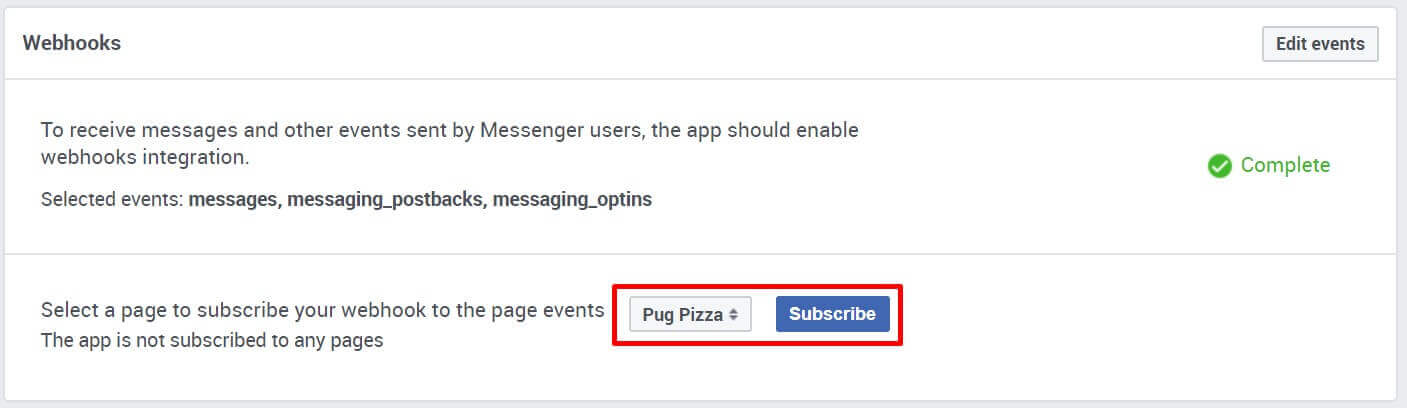 Webhooks
Edit events
To receive messages and other events sent by Messenger users, the app should enable
webhooks integration.
Complete
Selected events: messages, messaging_postbacks, messaging_optins
Select a page to subscribe your webhook to the page events
Pug Pizza
Subscribe
The app is not subscribed to any pages